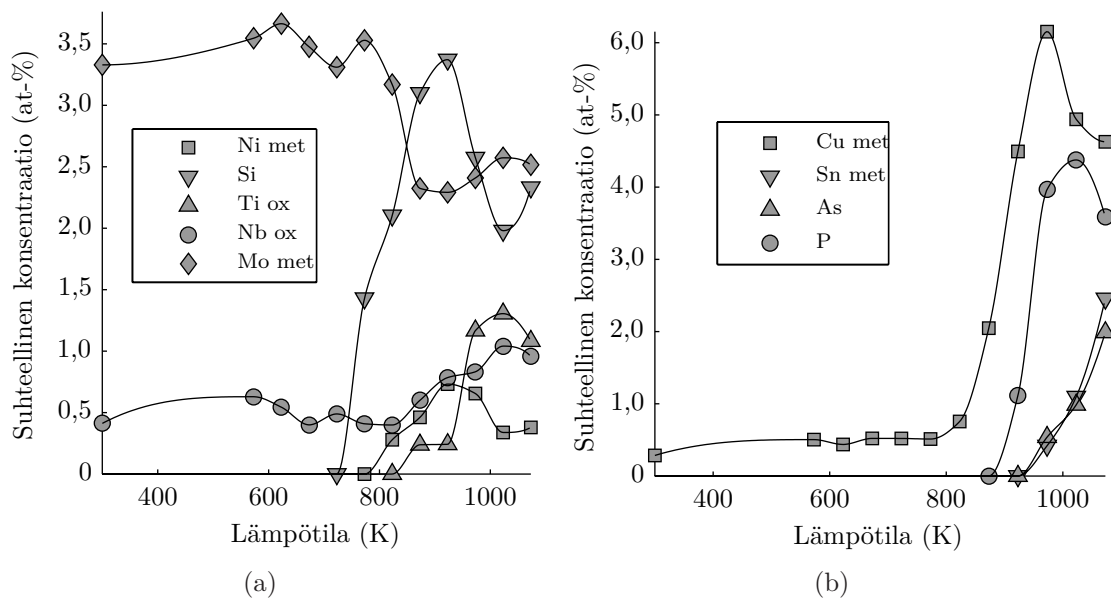 Suhteellinen konsentraatio (at-%)
3,5
3,0
2,5
2,0
1,5
1,0
0,5
0
Ni met
Si
Ti ox
Nb ox
Mo met
400
600
800
1000
Lämpötila (K)
(a)
Suhteellinen konsentraatio (at-%)
6,0
5,0
4,0
3,0
2,0
1,0
0
Cu met
Sn met
As
P
400
600
800
1000
Lämpötila (K)
(b)